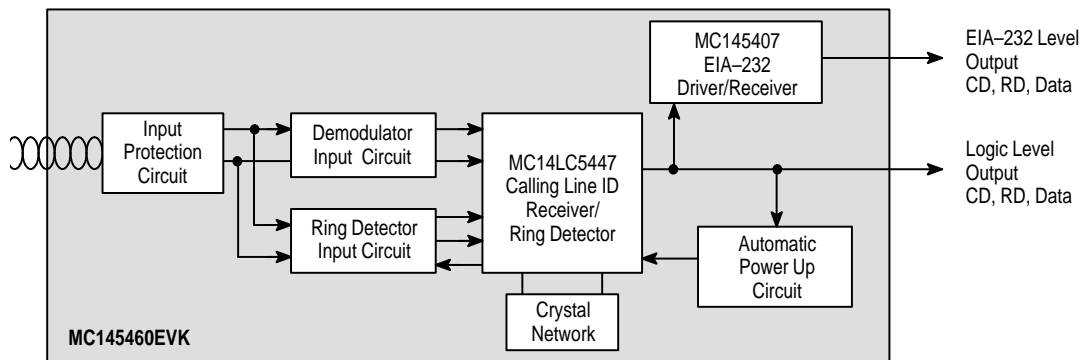 MC145407
EIA–232
Driver/Receiver
EIA–232 Level
Output
CD, RD, Data
Input
Protection
Circuit
Demodulator
Input Circuit
MC14LC5447
Calling Line ID
Receiver/
Ring Detector
Logic Level
Output
CD, RD, Data
Ring Detector
Input Circuit
Automatic
Power Up
Circuit
Crystal
Network
MC145460EVK